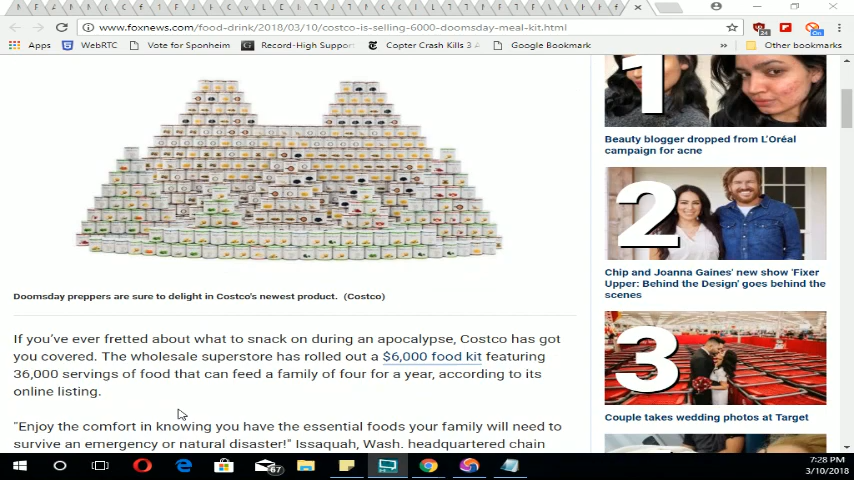 www.foxnews.com/food-drink/2018/03/10/costco-is-selling-6000-doomsday-meal-kit.html
24
On
Apps
WebRTC
Vote 1 for Sponheim
Record-High Support
Copter Crash Kills 3 A
Google Bookmark
»
Other bookmarks
Doomsday preppers are sure to delight in Costco's newest product. (Costco)
If you've ever fretted about what to snack on during an apocalypse, Costco has got
you covered. The wholesale superstore has rolled out a $6,000 food kit featuring
36,000 servings of food that can feed a family of four for a year, according to its
online listing.
"Enjoy the comfort in knowing you have the essential foods your family will need to
survive an emergency or natural disaster!" Issaquah, Wash. headquartered chain
1
Beauty blogger dropped from L'Oréal
campaign for acne
2
Chip and Joanna Gaines' new show 'Fixer
Upper: Behind the Design' goes behind the
scenes
3
Couple takes wedding photos at Target
67
7:28 PM
3/10/2018